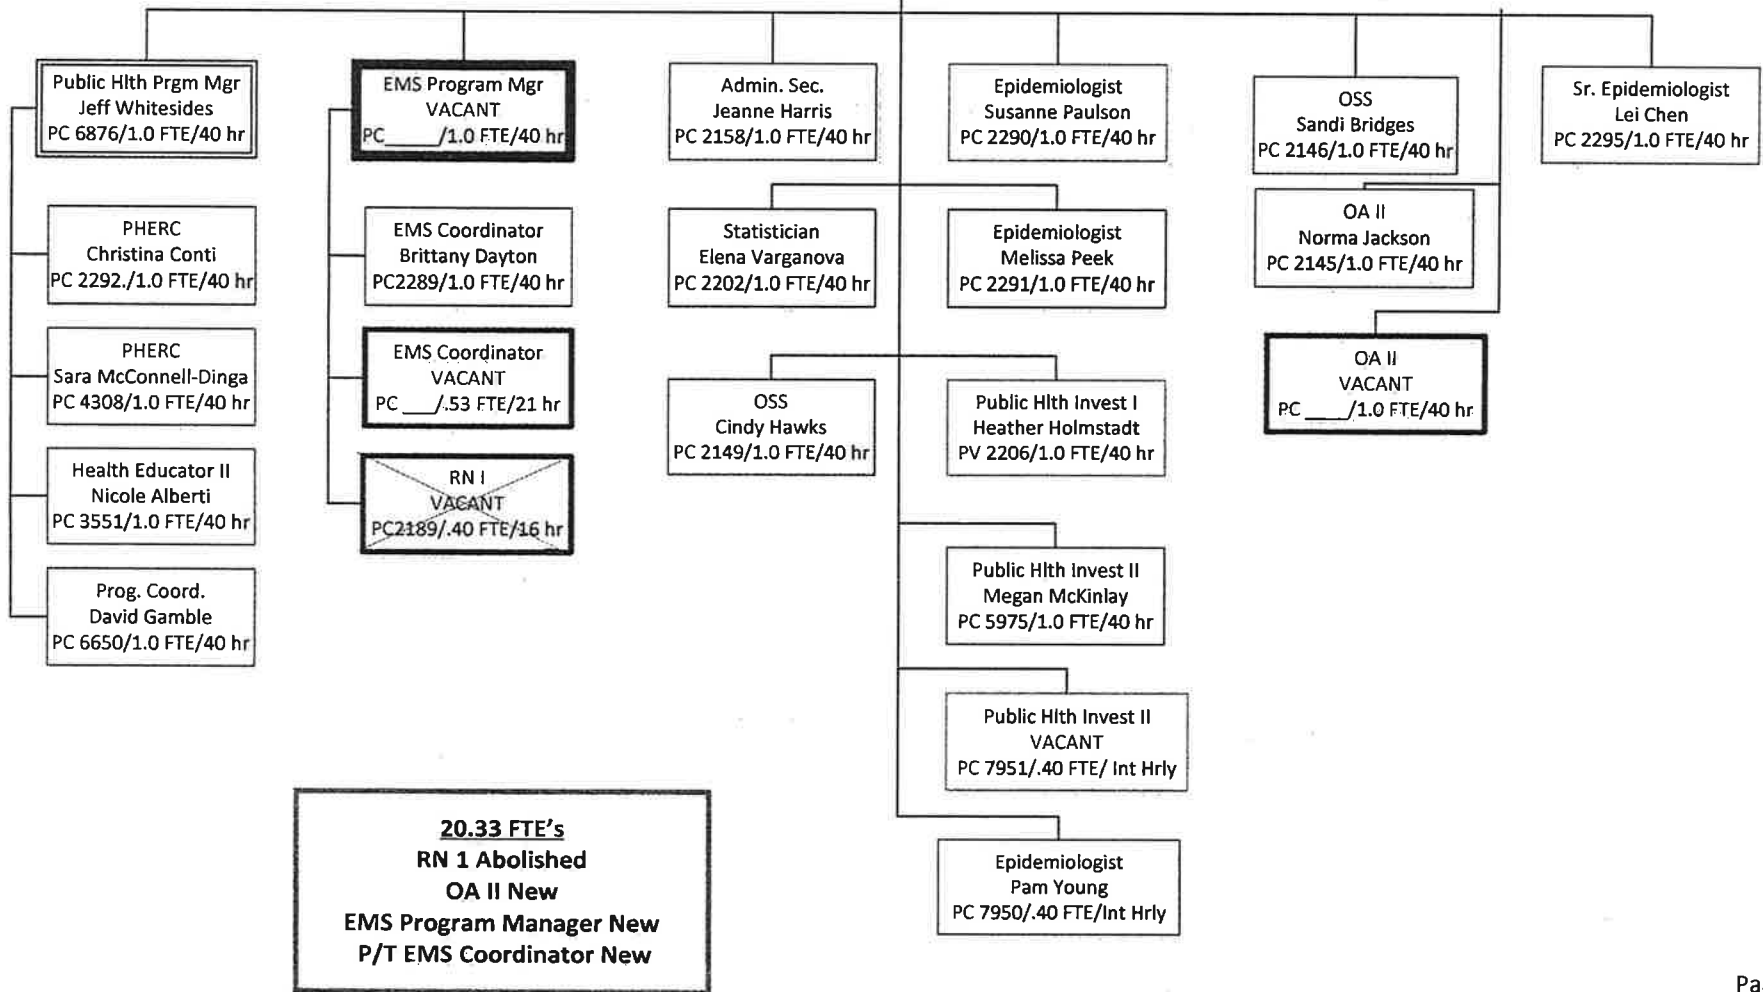 Public Hlth Prgm Mgr
Jeff Whitesides
PC 6876/1.0 FTE/40 hr
EMS Program Mgr
VACANT
PC_____/1.0 FTE/40 hr
Admin. Sec.
Jeanne Harris
PC 2158/1.0 FTE/40 hr
Epidemiologist
Susanne Paulson
PC 2290/1.0 FTE/40 hr
OSS
Sandi Bridges
PC 2146/1.0 FTE/40 hr
Sr. Epidemiologist
Lei Chen
PC 2295/1.0 FTE/40 hr
PHERC
Christina Conti
PC 2292./1.0 FTE/40 hr
EMS Coordinator
Brittany Dayton
PC2289/1.0 FTE/40 hr
Statistician
Elena Varganova
PC 2202/1.0 FTE/40 hr
Epidemiologist
Melissa Peek
PC 2291/1.0 FTE/40 hr
OA II
Norma Jackson
PC 2145/1.0 FTE/40 hr
PHERC
Sara McConnell-Dinga
PC 4308/1.0 FTE/40 hr
EMS Coordinator
VACANT
PC ___/.53 FTE/21 hr
OSS
Cindy Hawks
PC 2149/1.0 FTE/40 hr
Public Hlth Invest I
Heather Holmstadt
PV 2206/1.0 FTE/40 hr
OA II
VACANT
PC ____/1.0 FTE/40 hr
Health Educator II
Nicole Alberti
PC 3551/1.0 FTE/40 hr
RN I
VACANT
PC2189/.40 FTE/16 hr
Public Hlth Invest II
Megan McKinlay
PC 5975/1.0 FTE/40 hr
Prog. Coord.
David Gamble
PC 6650/1.0 FTE/40 hr
Public Hlth Invest II
VACANT
PC 7951/.40 FTE/ Int Hrly
Epidemiologist
Pam Young
PC 7950/.40 FTE/Int Hrly
20.33 FTE's
RN 1 Abolished
OA II New
EMS Program Manager New
P/T EMS Coordinator New
Pa